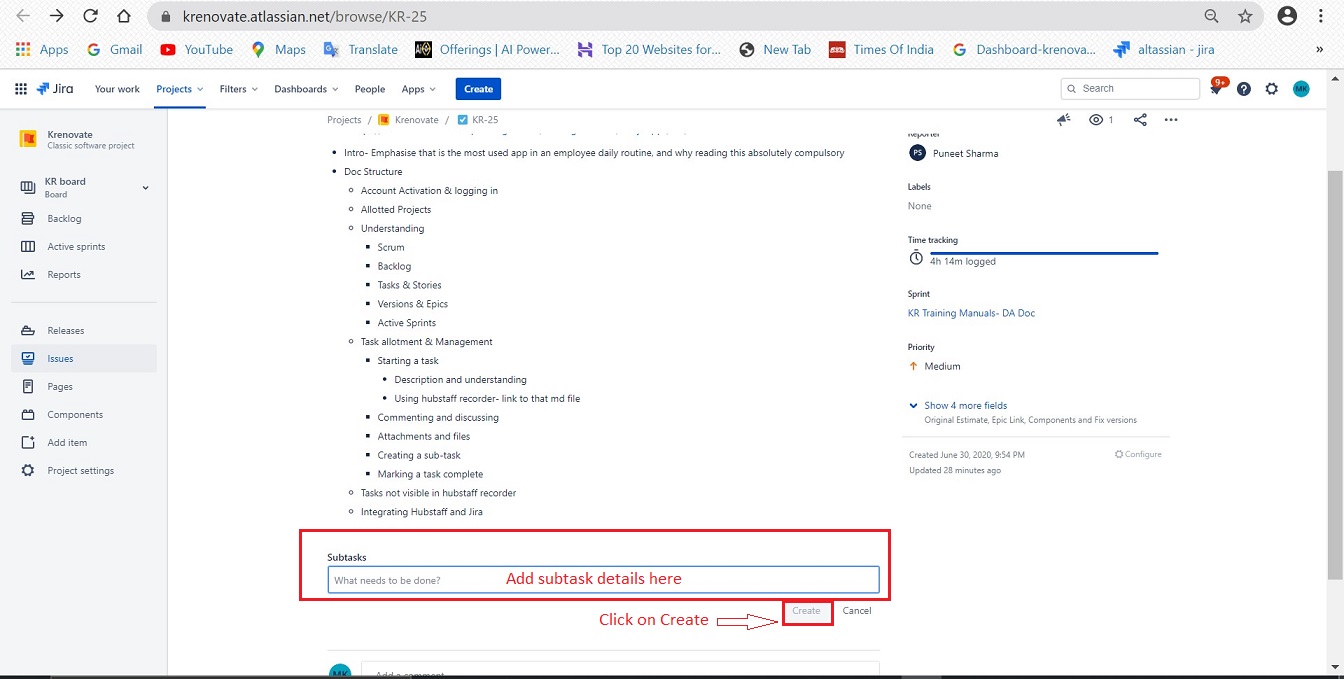 krenovate.atlassian.net/browse/KR-25
Apps Gmail YouTube Maps Translate Offerings | AI Power... Top 20 Websites for... New Tab Times Of India Dashboard-krenova... altassian - jira »
Jira Your work Projects Filters Dashboards People Apps Create Search 9+ ? MK
Krenovate
Classic software project
KR board
Board
Backlog
Active sprints
Reports
Releases
Issues
Pages
Components
Add item
Project settings
Projects / Krenovate / KR-25 1
Intro- Emphasise that is the most used app in an employee daily routine, and why reading this absolutely compulsory
Doc Structure
Account Activation & logging in
Allotted Projects
Understanding
Scrum
Backlog
Tasks & Stories
Versions & Epics
Active Sprints
Task allotment & Management
Starting a task
Description and understanding
Using hubstaff recorder- link to that md file
Commenting and discussing
Attachments and files
Creating a sub-task
Marking a task complete
Tasks not visible in hubstaff recorder
Integrating Hubstaff and Jira
Subtasks
What needs to be done? Add subtask details here
Click on Create Create Cancel
MK Add a comment
Reporter
PS Puneet Sharma
Labels
None
Time tracking
4h 14m logged
Sprint
KR Training Manuals- DA Doc
Priority
Medium
Show 4 more fields
Original Estimate, Epic Link, Components and Fix versions
Created June 30, 2020, 9:54 PM Configure
Updated 28 minutes ago